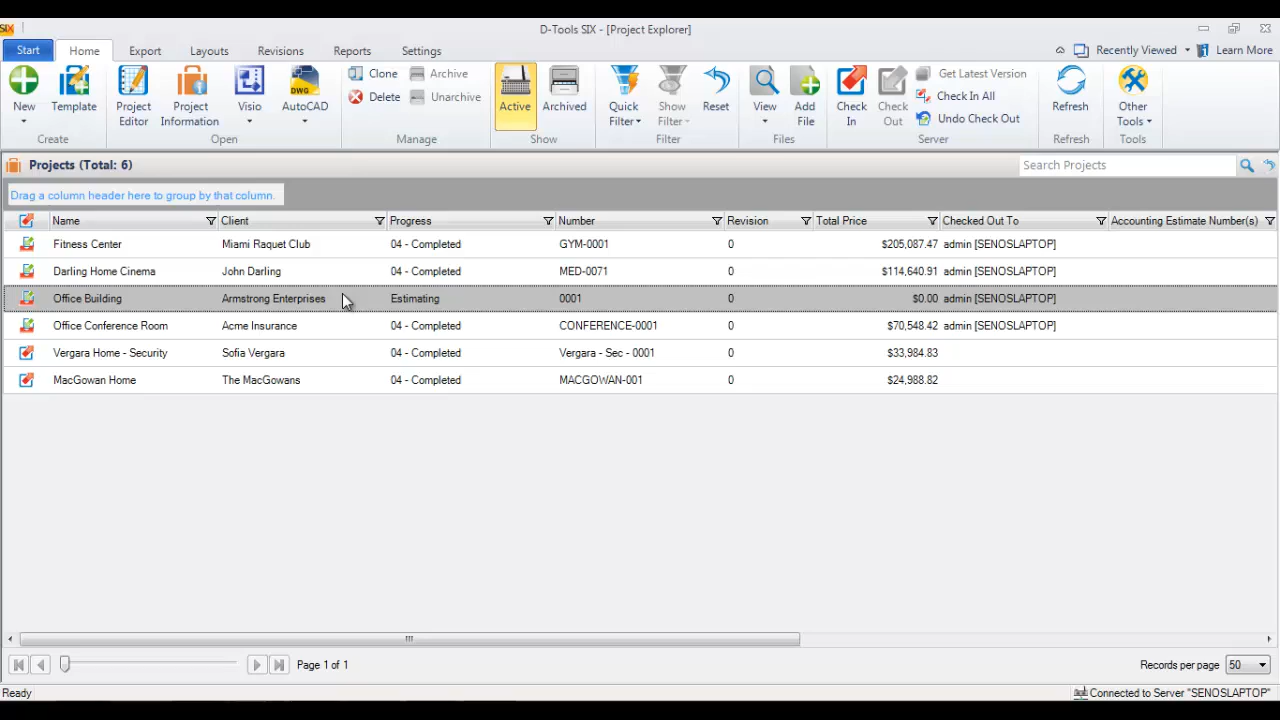 SIX
D-Tools SIX - [Project Explorer]
Start Home Export Layouts Revisions Reports Settings Recently Viewed Learn More
New Template Project Editor Project Information Visio AutoCAD DWG Clone Delete Archive Unarchive Active Archived Quick Filter Show Filter Reset View Add File Check In Check Out Get Latest Version Check In All Undo Check Out Refresh Other Tools
Create Open Manage Show Filter Files Server Refresh Tools
Projects (Total: 6) Search Projects
Drag a column header here to group by that column.
Name Client Progress Number Revision Total Price Checked Out To Accounting Estimate Number(s)
Fitness Center Miami Raquet Club 04 - Completed GYM-0001 0 $205,087.47 admin [SENOSLAPTOP]
Darling Home Cinema John Darling 04 - Completed MED-0071 0 $114,640.91 admin [SENOSLAPTOP]
Office Building Armstrong Enterprises Estimating 0001 0 $0.00 admin [SENOSLAPTOP]
Office Conference Room Acme Insurance 04 - Completed CONFERENCE-0001 0 $70,548.42 admin [SENOSLAPTOP]
Vergara Home - Security Sofia Vergara 04 - Completed Vergara - Sec - 0001 0 $33,984.83
MacGowan Home The MacGowans 04 - Completed MACGOWAN-001 0 $24,988.82
Page 1 of 1 Records per page 50
Ready Connected to Server "SENOSLAPTOP"